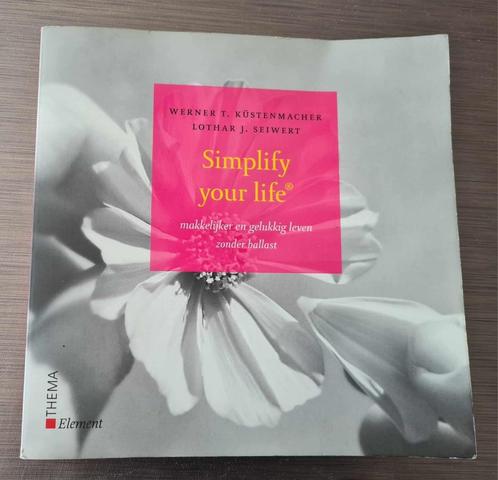 WERNER T. KÜSTENMACHER
LOTHAR J. SEIWERT
Simplify
your life®
makkelijker en gelukkig leven
zonder ballast
THEMA
Element